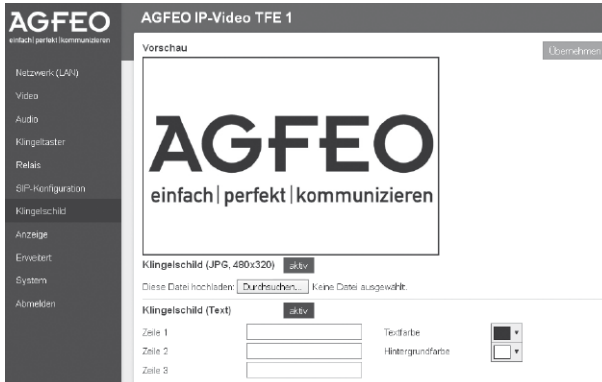 AGFEO
einfach|perfekt|kommunizieren
AGFEO IP-Video TFE 1
Netzwerk (LAN)
Video
Audio
Klingeltaster
Relais
SIP-Konfiguration
Klingelschild
Anzeige
Erweitert
System
Abmelden
Vorschau
Übernehmen
AGFEO
einfach|perfekt|kommunizieren
Klingelschild (JPG, 480x320) aktiv
Diese Datei hochladen: Durchsuchen... Keine Datei ausgewählt.
Klingelschild (Text) aktiv
Zeile 1 Textfarbe
Zeile 2 Hintergrundfarbe
Zeile 3